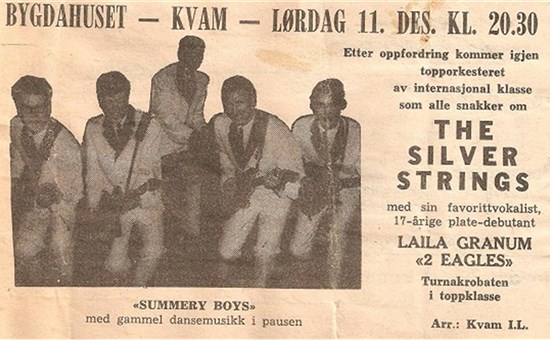 BYGDAHUSET — KVAM — LØRDAG 11. DES. KL. 20.30
Etter oppfordring kommer igjen
topporkesteret
av internasjonal klasse
som alle snakker om
THE
SILVER
STRINGS
med sin favorittvokalist,
17-årige plate-debutant
LAILA GRANUM
«2 EAGLES»
Turnakrobaten
i toppklasse
Arr.: Kvam I.L.
«SUMMERY BOYS»
med gammel dansemusikk i pausen